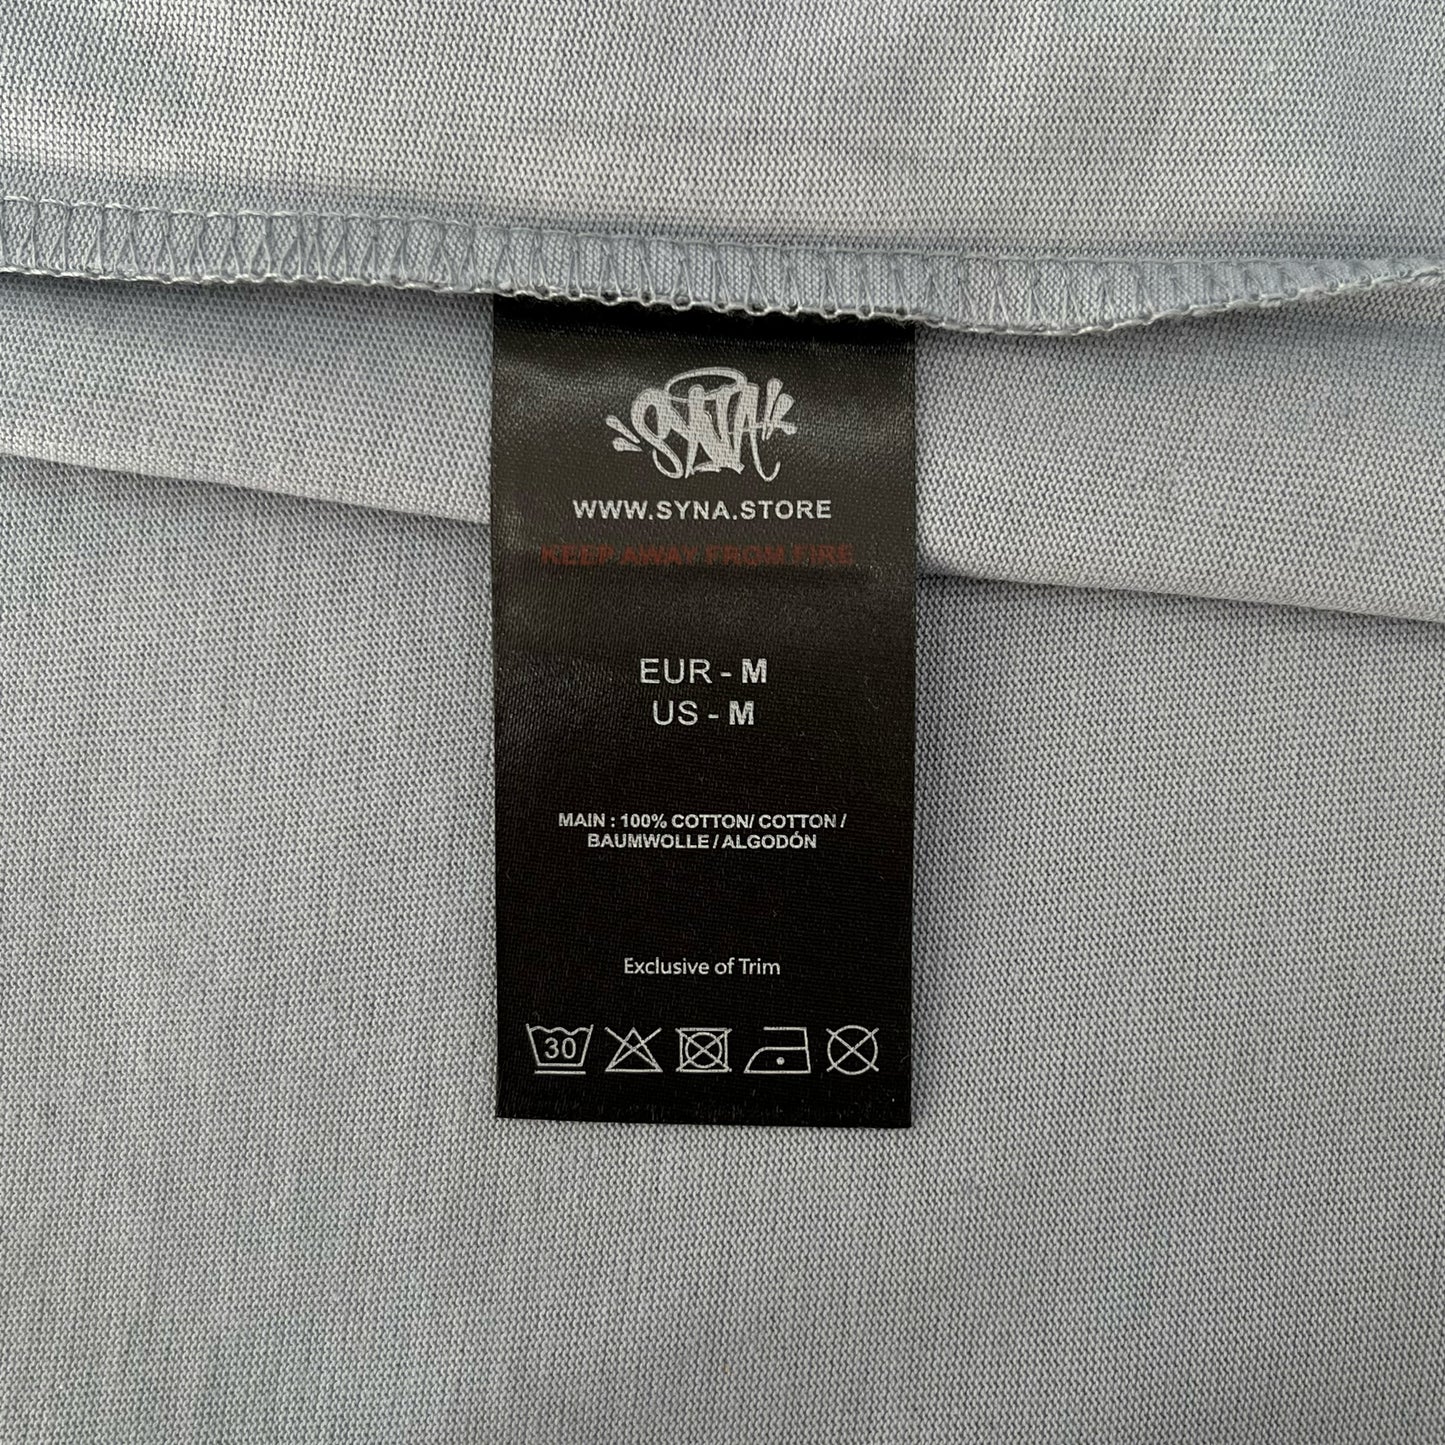 SYNA
WWW.SYNA.STORE
KEEP AWAY FROM FIRE
EUR - M
US - M
MAIN : 100% COTTON/ COTTON /
BAUMWOLLE / ALGODÓN
Exclusive of Trim
30